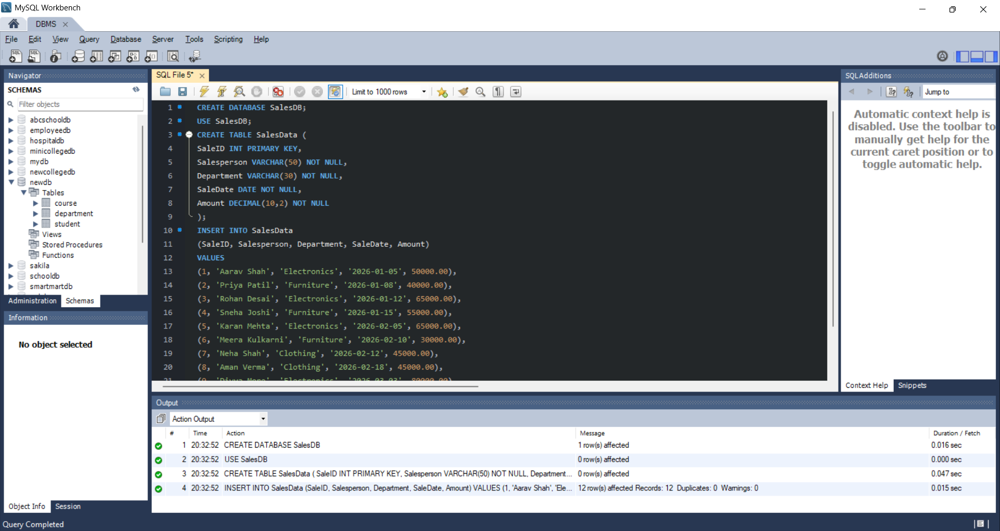 MySQL Workbench
DBMS
File Edit View Query Database Server Tools Scripting Help
Navigator
SCHEMAS
Filter objects
abcschooldb
employeedb
hospitaldb
minicollegedb
mydb
newcollegedb
newdb
Tables
course
department
student
Views
Stored Procedures
Functions
sakila
schooldb
smartmartdb
Administration Schemas
Information
No object selected
Object Info Session
SQL File 5*
Limit to 1000 rows
1 CREATE DATABASE SalesDB;
2 USE SalesDB;
3 CREATE TABLE SalesData (
4 SaleID INT PRIMARY KEY,
5 Salesperson VARCHAR(50) NOT NULL,
6 Department VARCHAR(30) NOT NULL,
7 SaleDate DATE NOT NULL,
8 Amount DECIMAL(10,2) NOT NULL
9 );
10 INSERT INTO SalesData
11 (SaleID, Salesperson, Department, SaleDate, Amount)
12 VALUES
13 (1, 'Aarav Shah', 'Electronics', '2026-01-05', 50000.00),
14 (2, 'Priya Patil', 'Furniture', '2026-01-08', 40000.00),
15 (3, 'Rohan Desai', 'Electronics', '2026-01-12', 65000.00),
16 (4, 'Sneha Joshi', 'Furniture', '2026-01-15', 55000.00),
17 (5, 'Karan Mehta', 'Electronics', '2026-02-05', 65000.00),
18 (6, 'Meera Kulkarni', 'Furniture', '2026-02-10', 30000.00),
19 (7, 'Neha Shah', 'Clothing', '2026-02-12', 45000.00),
20 (8, 'Aman Verma', 'Clothing', '2026-02-18', 45000.00),
SQLAdditions
Jump to
Automatic context help is
disabled. Use the toolbar to
manually get help for the
current caret position or to
toggle automatic help.
Context Help Snippets
Output
Action Output
# Time Action Message Duration / Fetch
1 20:32:52 CREATE DATABASE SalesDB 1 row(s) affected 0.016 sec
2 20:32:52 USE SalesDB 0 row(s) affected 0.000 sec
3 20:32:52 CREATE TABLE SalesData ( SaleID INT PRIMARY KEY, Salesperson VARCHAR(50) NOT NULL, Department... 0 row(s) affected 0.047 sec
4 20:32:52 INSERT INTO SalesData (SaleID, Salesperson, Department, SaleDate, Amount) VALUES (1, 'Aarav Shah', 'Ele... 12 row(s) affected Records: 12 Duplicates: 0 Warnings: 0 0.015 sec
Query Completed